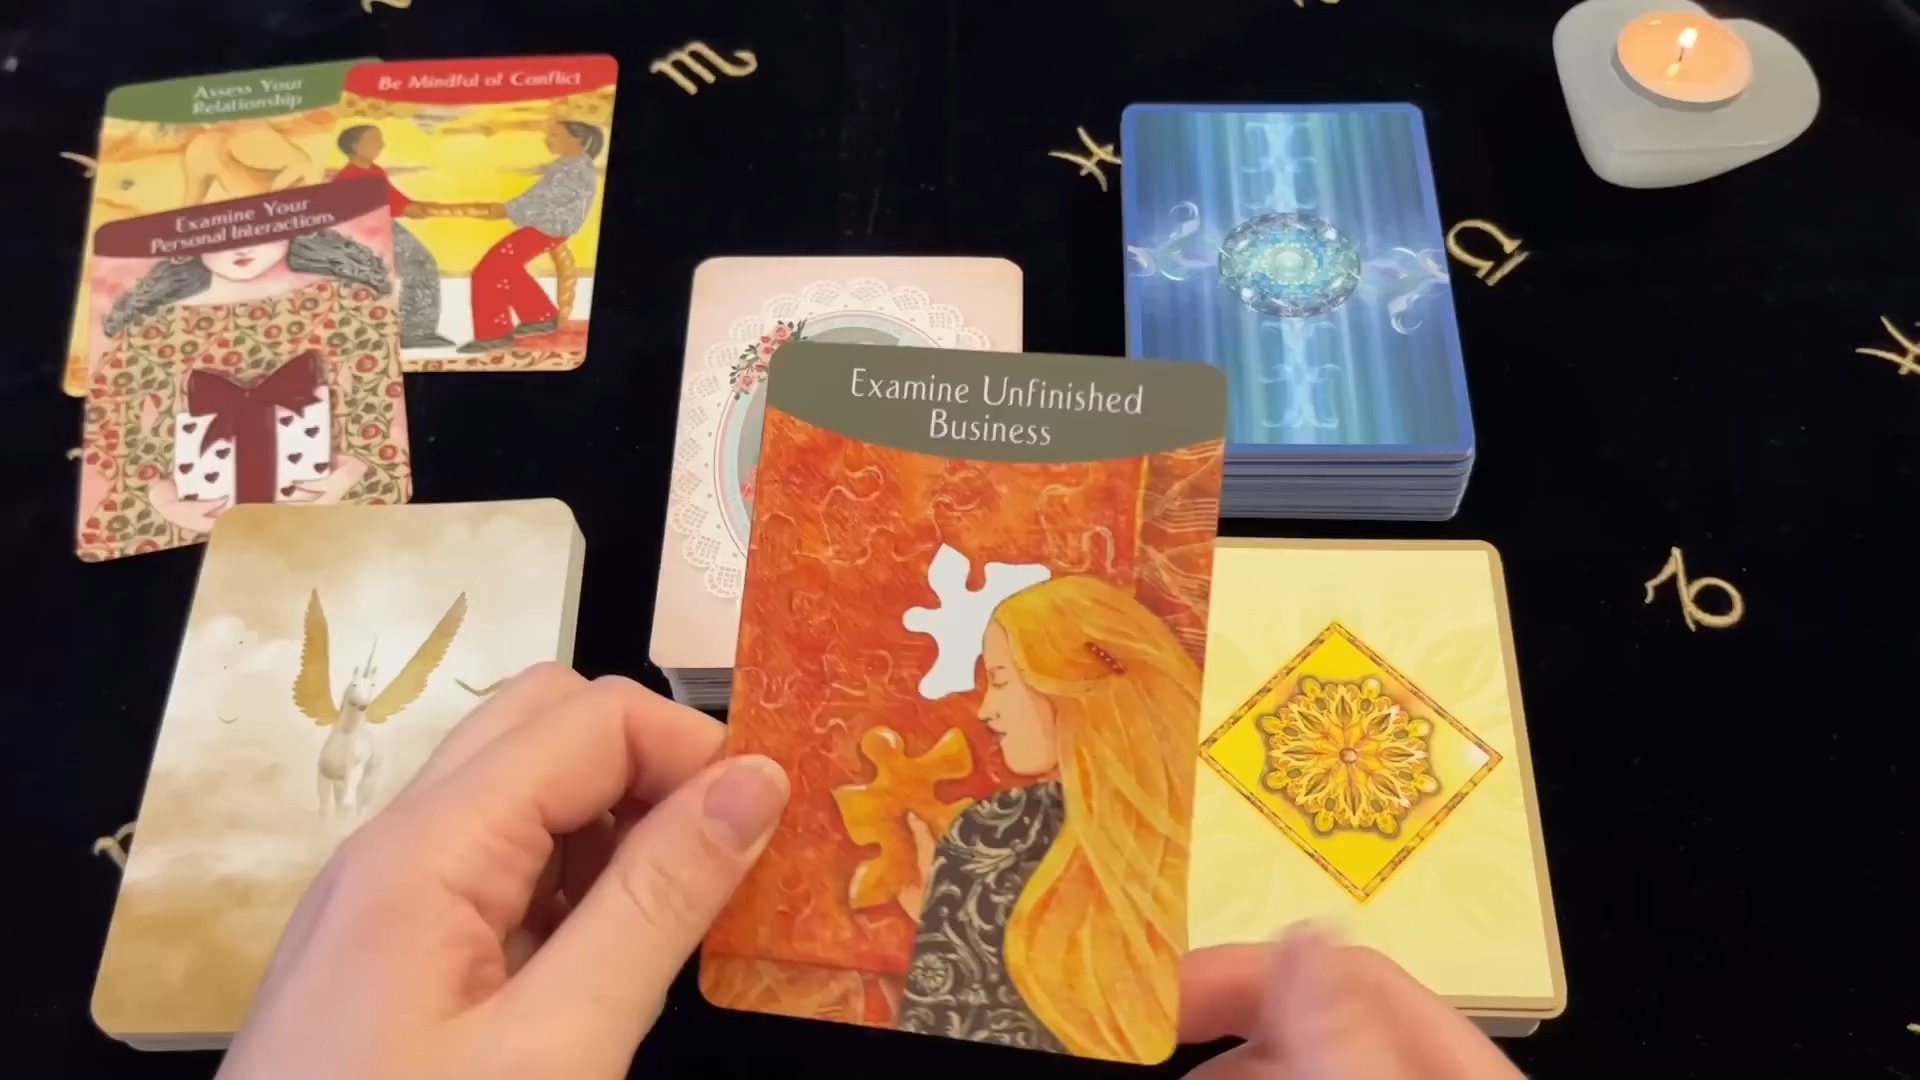 Assess Your
Relationship
Be Mindful of Conflict
Examine Your
Personal Interactions
Examine Unfinished
Business